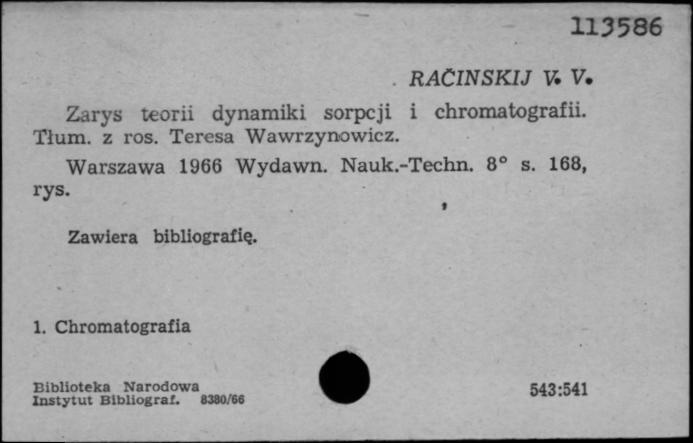 113586
RAČINSKIJ V. V.
Zarys teorii dynamiki sorpcji i chromatografii.
Tłum. z ros. Teresa Wawrzynowicz.
Warszawa 1966 Wydawn. Nauk.-Techn. 8° s. 168,
rys.
Zawiera bibliografię.
1. Chromatografia
Biblioteka Narodowa
Instytut Bibliograf. 8380/66
543:541